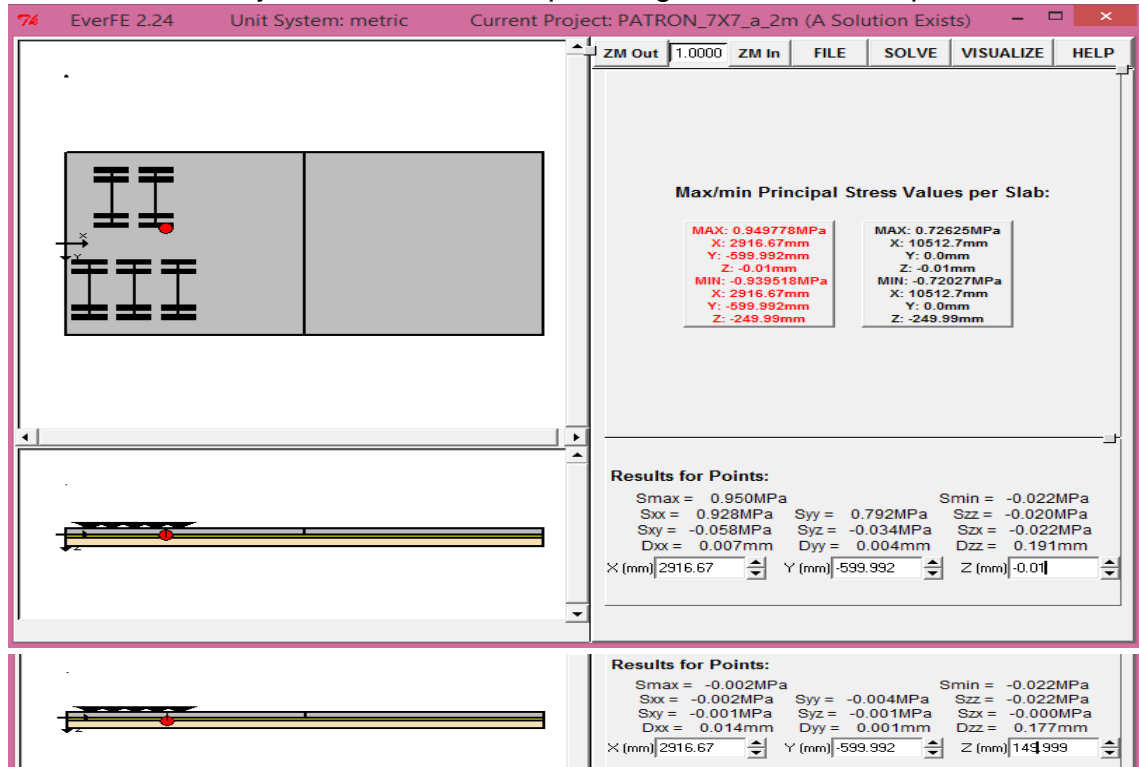 EverFE 2.24 Unit System: metric Current Project: PATRON_7X7_a_2m (A Solution Exists)
ZM Out 1.0000 ZM In FILE SOLVE VISUALIZE HELP
X
Y
Max/min Principal Stress Values per Slab:
MAX: 0.949778MPa
X: 2916.67mm
Y: -599.992mm
Z: -0.01mm
MIN: -0.939518MPa
X: 2916.67mm
Y: -599.992mm
Z: -249.99mm
MAX: 0.72625MPa
X: 10512.7mm
Y: 0.0mm
Z: -0.01mm
MIN: -0.72027MPa
X: 10512.7mm
Y: 0.0mm
Z: -249.99mm
Z
Results for Points:
Smax = 0.950MPa Smin = -0.022MPa
Sxx = 0.928MPa Syy = 0.792MPa Szz = -0.020MPa
Sxy = -0.058MPa Syz = -0.034MPa Szx = -0.022MPa
Dxx = 0.007mm Dyy = 0.004mm Dzz = 0.191mm
X (mm) 2916.67 Y (mm) -599.992 Z (mm) -0.01
Z
Results for Points:
Smax = -0.002MPa Smin = -0.022MPa
Sxx = -0.002MPa Syy = -0.004MPa Szz = -0.022MPa
Sxy = -0.001MPa Syz = -0.001MPa Szx = -0.000MPa
Dxx = 0.014mm Dyy = 0.001mm Dzz = 0.177mm
X (mm) 2916.67 Y (mm) -599.992 Z (mm) 149.999